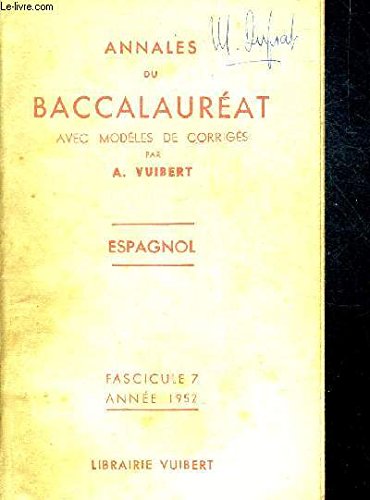 Le-livre.com
ANNALES
DU
BACCALAURÉAT
AVEC MODÈLES DE CORRIGÉS
PAR
A. VUIBERT
ESPAGNOL
FASCICULE 7
ANNÉE 1952
LIBRAIRIE VUIBERT